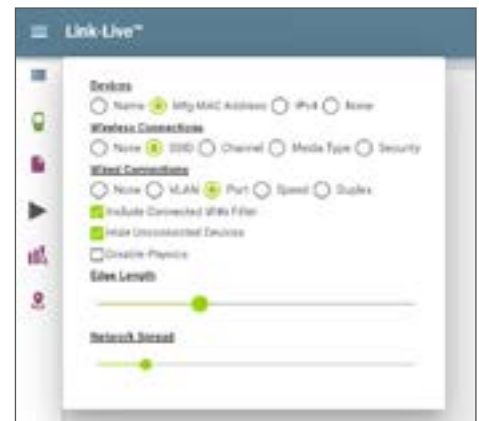 Link-Live™
Devices
Name Mfg MAC Address IPv4 None
Wireless Connections
None SSID Channel Media Type Security
Wired Connections
None VLAN Port Speed Duplex
Include Connected With Filter
Hide Unconnected Devices
Disable Physics
Edge Length
Network Spread